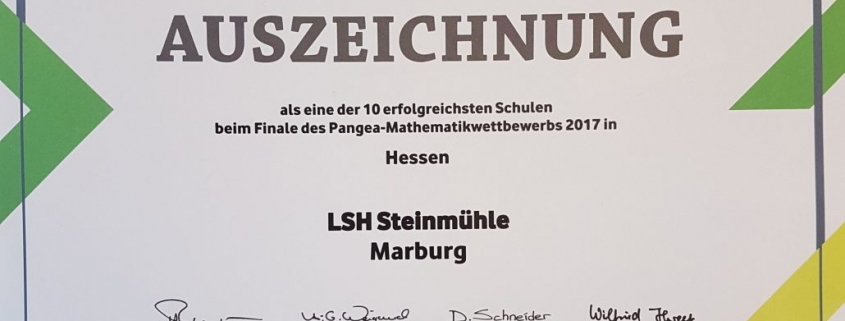 AUSZEICHNUNG
als eine der 10 erfolgreichsten Schulen
beim Finale des Pangea-Mathematikwettbewerbs 2017 in
Hessen
LSH Steinmühle
Marburg
D. Schneider